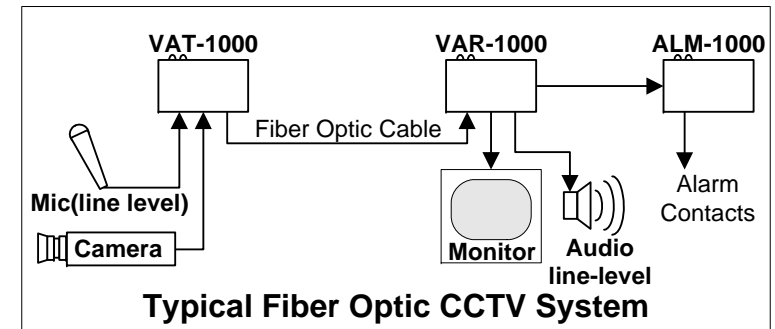 VAT-1000
VAR-1000
ALM-1000
Fiber Optic Cable
Mic(line level)
Camera
Monitor
Audio
line-level
Alarm
Contacts
Typical Fiber Optic CCTV System